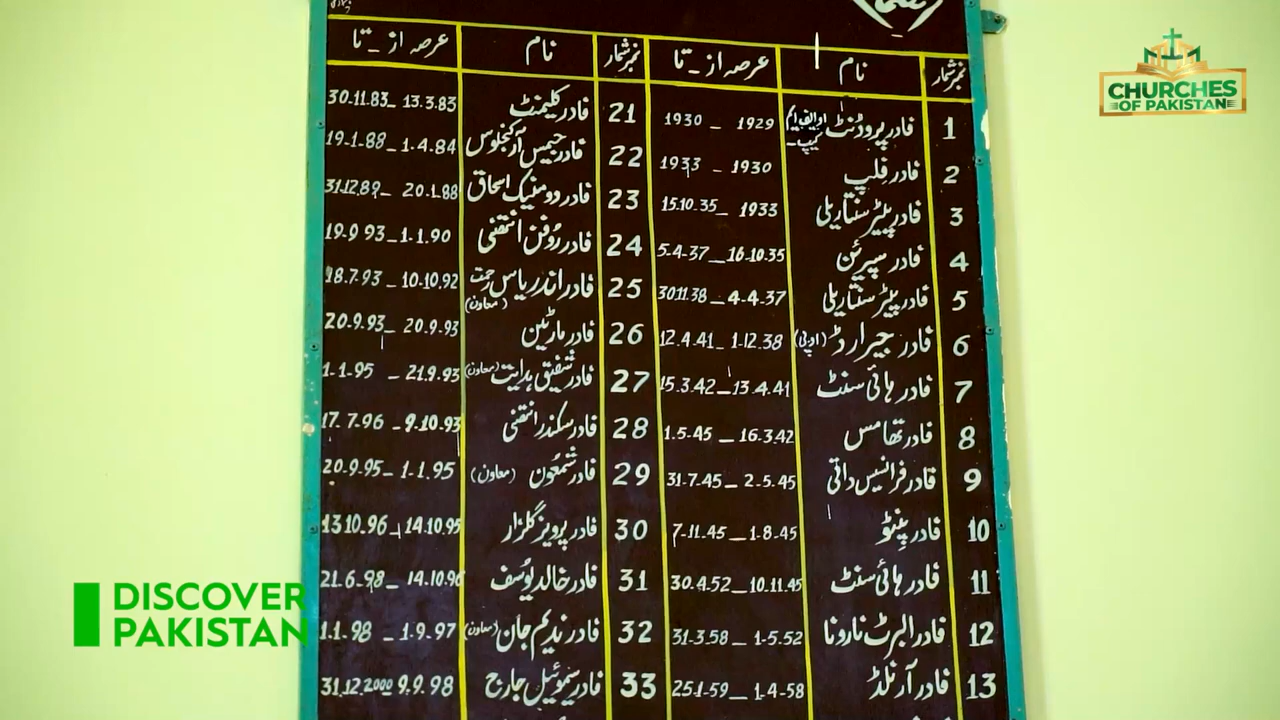 نمبر شمار نام عرصہ از _ تا
1 فادر پروڈنٹ او ایف ایم کیپ۔ 1929 _ 1930
2 فادر فلپ 1930 - 1933
3 فادر پیٹر سنتاریلی 1933 _ 15.10.35
4 فادر سپرئن 16.10.35 _ 5-4-37
5 فادر پیٹر سنتاریلی 4-4-37 _ 30.11.38
6 فادر جیرارڈ (او پی) 1.12.38 _ 12.4.41
7 فادر ہائی سنٹ 13.4.41 _ 15.3.42
8 فادر تھامس 16.3.42 _ 1.5.45
9 فادر فرانسیس داتی 2-5.45 _ 31-7.45
10 فادر پنٹو 1-8.45 _ 7-11.45
11 فادر ہائی سنٹ 10.11.45 _ 30.4.52
12 فادر البرٹ نارونا 1-5.52 _ 31-3.58
13 فادر آرنلڈ 1-4-58 _ 25-1-59
نمبر شمار نام عرصہ از _ تا
21 فادر کلیمنٹ 13.3.83 _ 30.11.83
22 فادر جیمس آرکنجلوس 1-4.84 _ 19-1-88
23 فادر دومنیک اسحاق 20.1.88 _ 31.12.89
24 فادر روفن انتھنی 1-1.90 _ 19.9 93
25 فادر اندریاس رحمت (معاون) 10.10.92 _ 18.7.93
26 فادر مارٹین 20.9.93 _ 20.9.93
27 فادر شفیق ہدایت (معاون) 21.9.93 _ 1-1.95
28 فادر سکندر انتھنی 9.10.93 - 17.7.96
29 فادر شمعون (معاون) 1-1.95 _ 20.9.95
30 فادر پرویز گلزار 14.10.95 _ 13 10.96
31 فادر خالد یوسف 14.10.96 _ 21.6.98
32 فادر ندیم جان (معاون) 1.9.97 - 1.1.98
33 فادر سموئیل جارج 9.9.98 31.12.2000
CHURCHES
OF PAKISTAN
DISCOVER
PAKISTAN